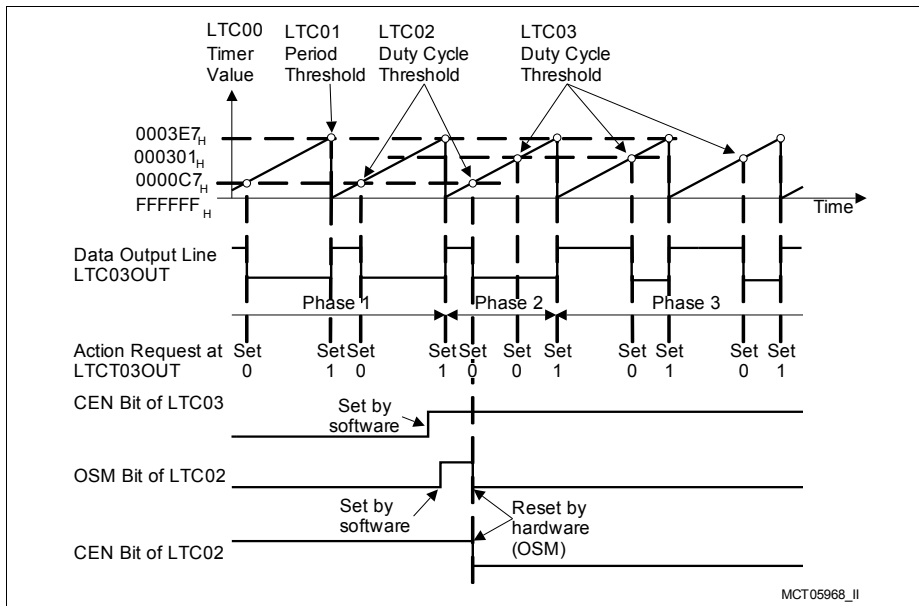 LTC00 LTC01 LTC02 LTC03
Timer Period Duty Cycle Duty Cycle
Value Threshold Threshold Threshold
0003E7H
000301H
0000C7H
FFFFFFH
Time
Data Output Line
LTC03OUT
Phase 1 Phase 2 Phase 3
Action Request at Set Set Set Set Set Set Set Set Set Set Set
LTCT03OUT 0 1 0 1 0 0 1 0 1 0 1
CEN Bit of LTC03
Set by
software
OSM Bit of LTC02
Set by
software
Reset by
hardware
(OSM)
CEN Bit of LTC02
MCT05968_II